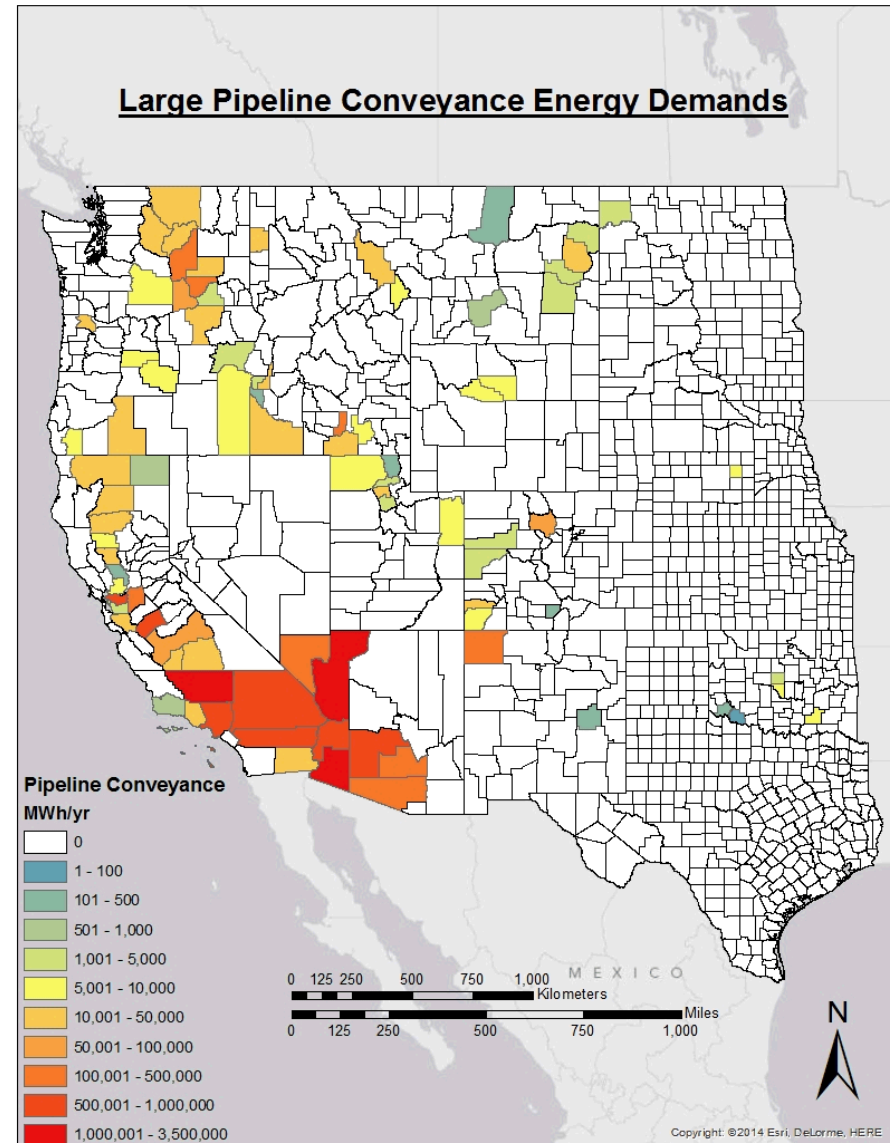 Large Pipeline Conveyance Energy Demands
Pipeline Conveyance
MWh/yr
0
1 - 100
101 - 500
501 - 1,000
1,001 - 5,000
5,001 - 10,000
10,001 - 50,000
50,001 - 100,000
100,001 - 500,000
500,001 - 1,000,000
1,000,001 - 3,500,000
MEXICO
0 125 250 500 750 1,000
Kilometers
Miles
0 125 250 500 750 1,000
N
Copyright: ©2014 Esri, DeLorme, HERE